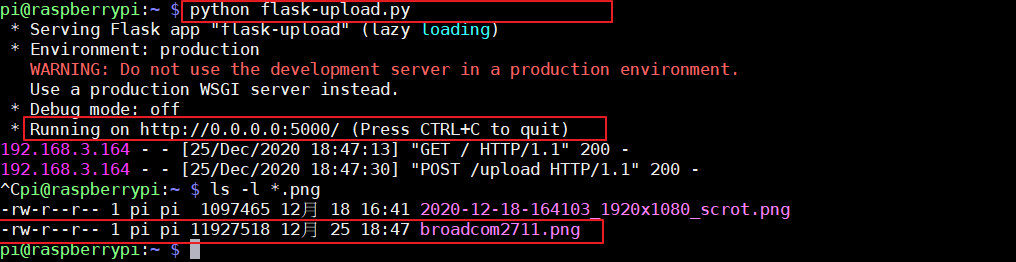 pi@raspberrypi:~ $ python flask-upload.py
 * Serving Flask app "flask-upload" (lazy loading)
 * Environment: production
   WARNING: Do not use the development server in a production environment.
   Use a production WSGI server instead.
 * Debug mode: off
 * Running on http://0.0.0.0:5000/ (Press CTRL+C to quit)
192.168.3.164 - - [25/Dec/2020 18:47:13] "GET / HTTP/1.1" 200 -
192.168.3.164 - - [25/Dec/2020 18:47:30] "POST /upload HTTP/1.1" 200 -
^Cpi@raspberrypi:~ $ ls -l *.png
-rw-r--r-- 1 pi pi  1097465 12月 18 16:41 2020-12-18-164103_1920x1080_scrot.png
-rw-r--r-- 1 pi pi 11927518 12月 25 18:47 broadcom2711.png
pi@raspberrypi:~ $